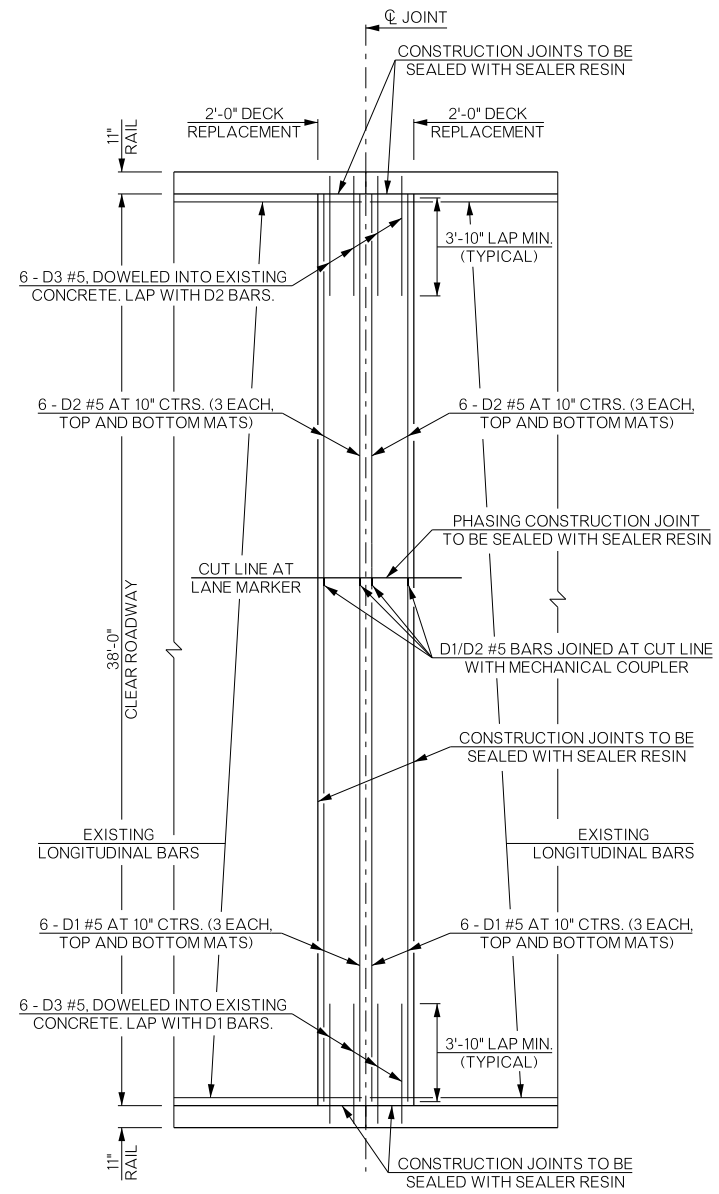 ℄ JOINT
CONSTRUCTION JOINTS TO BE
SEALED WITH SEALER RESIN
2'-0" DECK
REPLACEMENT
2'-0" DECK
REPLACEMENT
11"
RAIL
3'-10" LAP MIN.
(TYPICAL)
6 - D3 #5, DOWELED INTO EXISTING
CONCRETE. LAP WITH D2 BARS.
6 - D2 #5 AT 10" CTRS. (3 EACH,
TOP AND BOTTOM MATS)
6 - D2 #5 AT 10" CTRS. (3 EACH,
TOP AND BOTTOM MATS)
PHASING CONSTRUCTION JOINT
TO BE SEALED WITH SEALER RESIN
CUT LINE AT
LANE MARKER
38'-0"
CLEAR ROADWAY
D1/D2 #5 BARS JOINED AT CUT LINE
WITH MECHANICAL COUPLER
CONSTRUCTION JOINTS TO BE
SEALED WITH SEALER RESIN
EXISTING
LONGITUDINAL BARS
EXISTING
LONGITUDINAL BARS
6 - D1 #5 AT 10" CTRS. (3 EACH,
TOP AND BOTTOM MATS)
6 - D1 #5 AT 10" CTRS. (3 EACH,
TOP AND BOTTOM MATS)
6 - D3 #5, DOWELED INTO EXISTING
CONCRETE. LAP WITH D1 BARS.
3'-10" LAP MIN.
(TYPICAL)
11"
RAIL
CONSTRUCTION JOINTS TO BE
SEALED WITH SEALER RESIN